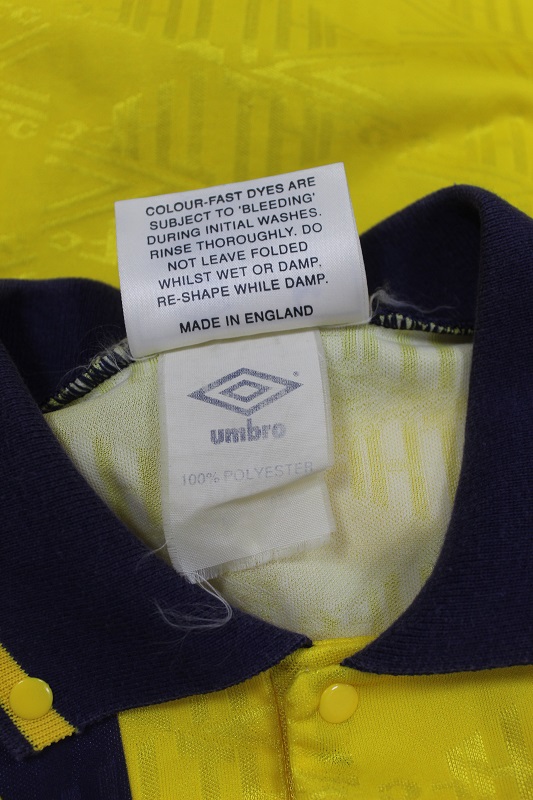 COLOUR-FAST DYES ARE
SUBJECT TO 'BLEEDING'
DURING INITIAL WASHES.
RINSE THOROUGHLY. DO
NOT LEAVE FOLDED
WHILST WET OR DAMP.
RE-SHAPE WHILE DAMP.
MADE IN ENGLAND
umbro
100% POLYESTER